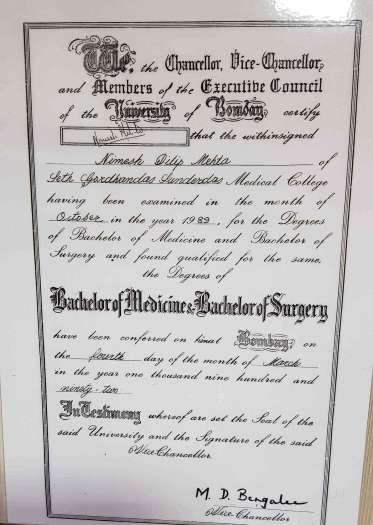 We, the Chancellor, Vice-Chancellor,
and Members of the Executive Council
of the University of Bombay certify
that the withinsigned
Nimesh Dilip Mehta of
Seth Gordhandas Sunderdas Medical College
having been examined in the month of
October in the year 1989, for the Degrees
of Bachelor of Medicine and Bachelor of
Surgery and found qualified for the same,
the Degrees of
Bachelor of Medicine & Bachelor of Surgery
have been conferred on him at Bombay, on
the fourth day of the month of March
in the year one thousand nine hundred and
ninety-two
In Testimony whereof are set the Seal of the
said University and the Signature of the said
Vice-Chancellor.
M. D. Bengalee
Vice-Chancellor